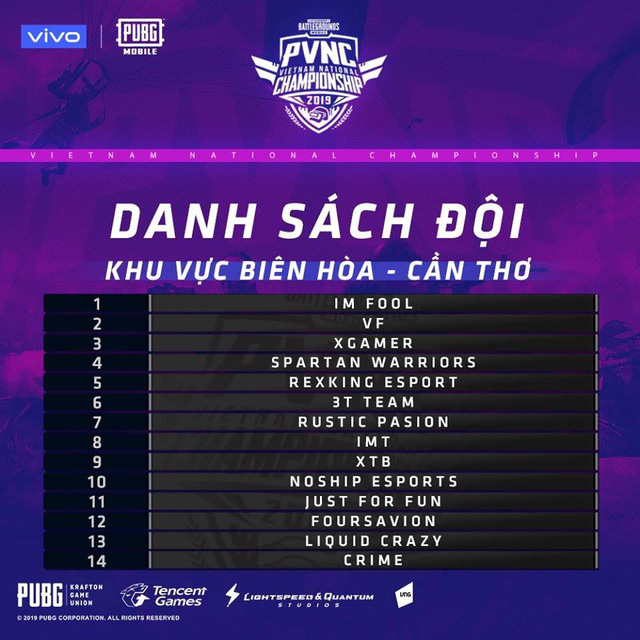 vivo
PUBG
MOBILE
BATTLEGROUNDS
MOBILE
PVNC
VIETNAM NATIONAL
CHAMPIONSHIP
2019
VIETNAM NATIONAL CHAMPIONSHIP
DANH SÁCH ĐỘI
KHU VỰC BIÊN HÒA - CẦN THƠ
1 IM FOOL
2 VF
3 XGAMER
4 SPARTAN WARRIORS
5 REXKING ESPORT
6 3T TEAM
7 RUSTIC PASION
8 IMT
9 XTB
10 NOSHIP ESPORTS
11 JUST FOR FUN
12 FOURSAVION
13 LIQUID CRAZY
14 CRIME
PUBG KRAFTON GAME UNION
Tencent Games
LIGHTSPEED & QUANTUM STUDIOS
VNG
© 2019 PUBG CORPORATION. ALL RIGHTS RESERVED